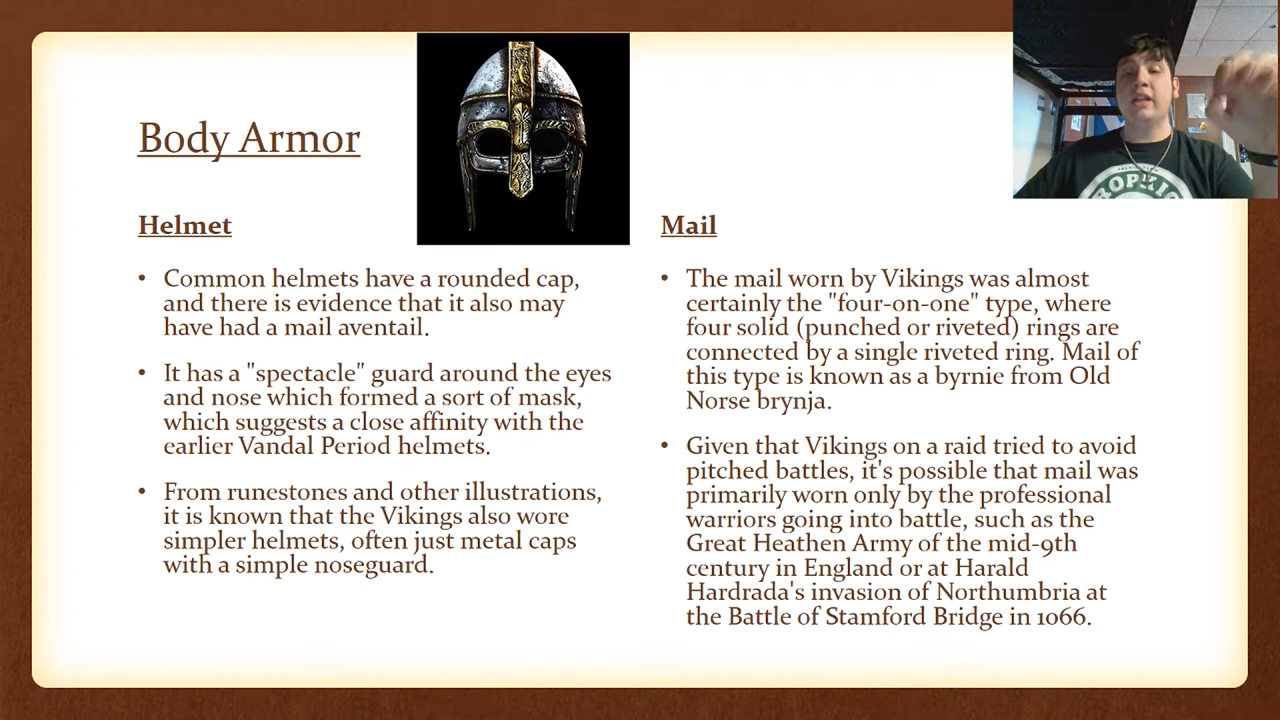 Body Armor
Helmet
• Common helmets have a rounded cap,
and there is evidence that it also may
have had a mail aventail.
• It has a "spectacle" guard around the eyes
and nose which formed a sort of mask,
which suggests a close affinity with the
earlier Vandal Period helmets.
• From runestones and other illustrations,
it is known that the Vikings also wore
simpler helmets, often just metal caps
with a simple noseguard.
Mail
• The mail worn by Vikings was almost
certainly the "four-on-one" type, where
four solid (punched or riveted) rings are
connected by a single riveted ring. Mail of
this type is known as a byrnie from Old
Norse brynja.
• Given that Vikings on a raid tried to avoid
pitched battles, it's possible that mail was
primarily worn only by the professional
warriors going into battle, such as the
Great Heathen Army of the mid-9th
century in England or at Harald
Hardrada's invasion of Northumbria at
the Battle of Stamford Bridge in 1066.